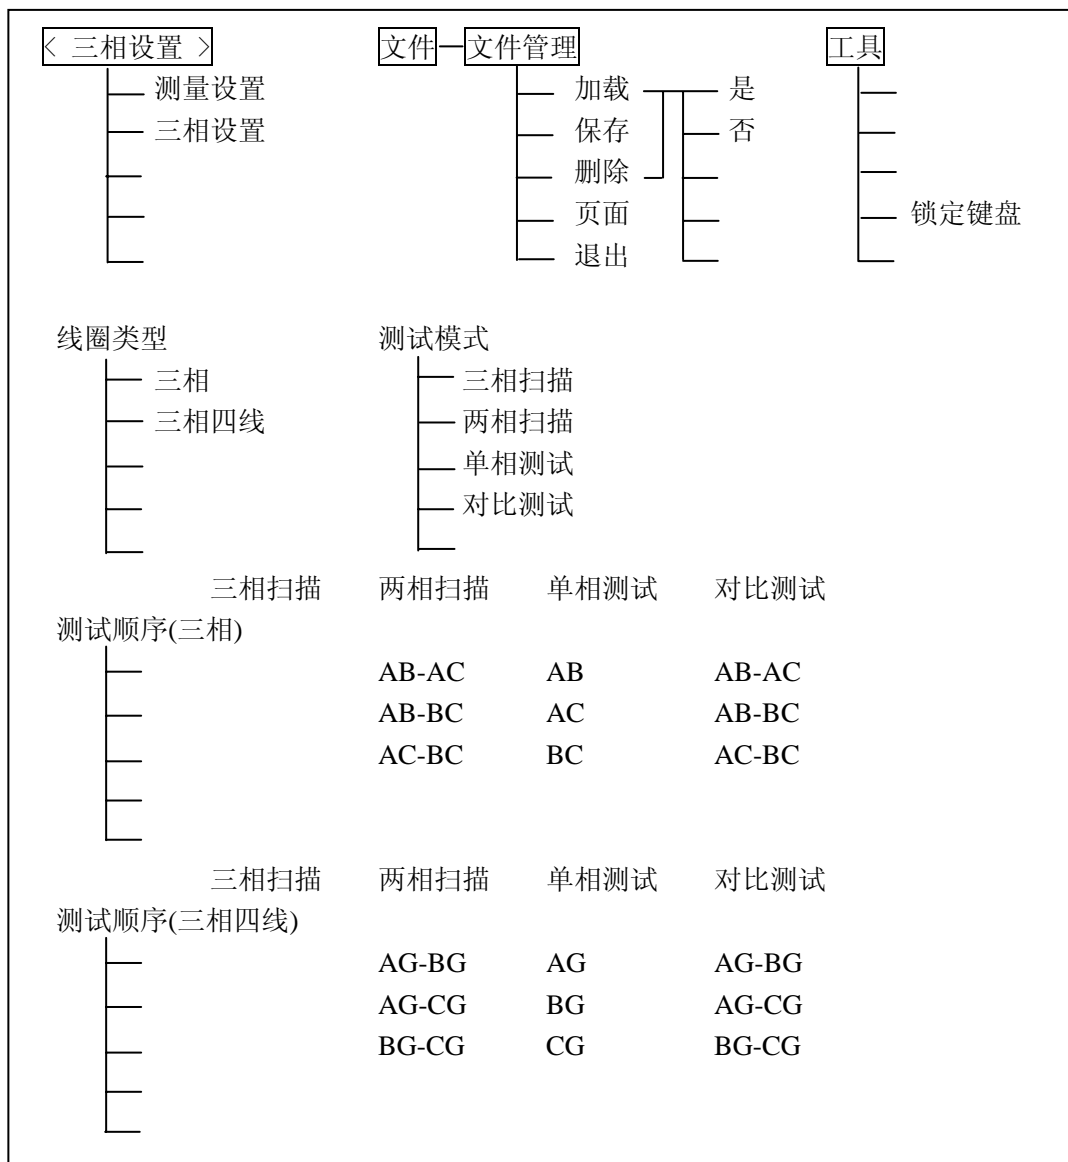 < 三相设置 > 文件 文件管理 工具
测量设置 加载 是
三相设置 保存 否
删除
页面 锁定键盘
退出
线圈类型 测试模式
三相 三相扫描
三相四线 两相扫描
单相测试
对比测试
三相扫描 两相扫描 单相测试 对比测试
测试顺序(三相)
AB-AC AB AB-AC
AB-BC AC AB-BC
AC-BC BC AC-BC
三相扫描 两相扫描 单相测试 对比测试
测试顺序(三相四线)
AG-BG AG AG-BG
AG-CG BG AG-CG
BG-CG CG BG-CG